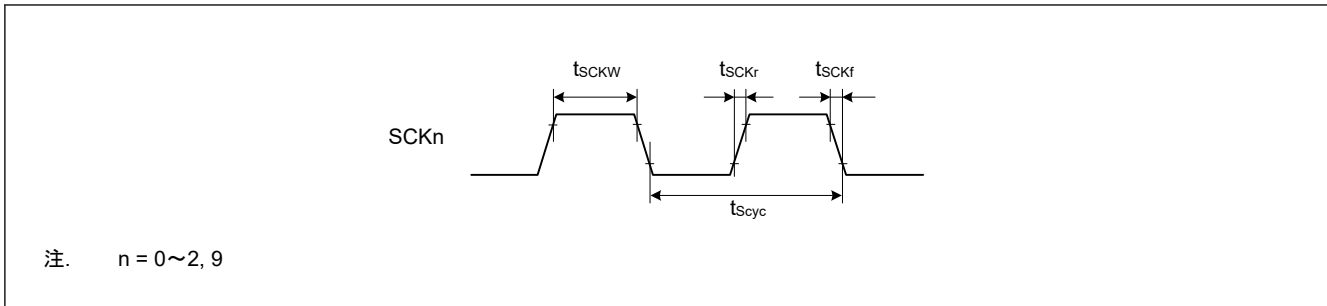 tSCKW tSCKr tSCKf
SCKn
tScyc
注. n = 0～2, 9